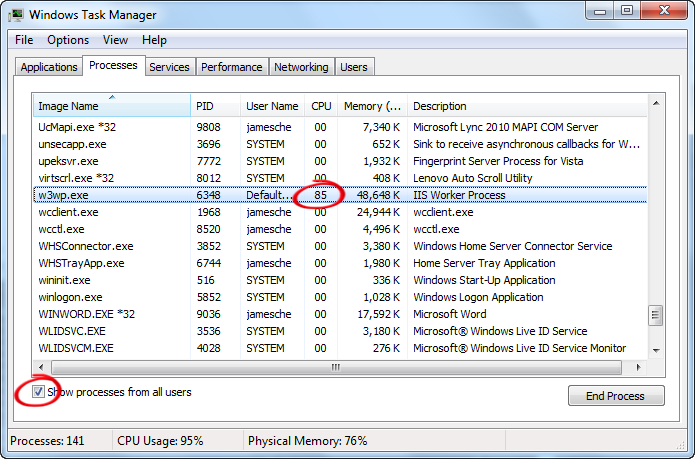 Windows Task Manager
File Options View Help
Applications Processes Services Performance Networking Users
Image Name PID User Name CPU Memory (... Description
UcMapi.exe *32 9808 jamesche 00 7,340 K Microsoft Lync 2010 MAPI COM Server
unsecapp.exe 3696 SYSTEM 00 652 K Sink to receive asynchronous callbacks for W...
upeksvr.exe 7772 SYSTEM 00 1,932 K Fingerprint Server Process for Vista
virtscrl.exe *32 8012 SYSTEM 00 408 K Lenovo Auto Scroll Utility
w3wp.exe 6348 Default... 85 48,648 K IIS Worker Process
wcclient.exe 1968 jamesche 00 24,944 K wcclient.exe
wcctl.exe 8520 jamesche 00 4,496 K wcctl.exe
WHSConnector.exe 3852 SYSTEM 00 3,380 K Windows Home Server Connector Service
WHSTrayApp.exe 6744 jamesche 00 1,980 K Home Server Tray Application
wininit.exe 516 SYSTEM 00 336 K Windows Start-Up Application
winlogon.exe 5852 SYSTEM 00 1,028 K Windows Logon Application
WINWORD.EXE *32 9036 jamesche 00 17,592 K Microsoft Word
WLIDSVC.EXE 3536 SYSTEM 00 3,180 K Microsoft® Windows Live ID Service
WLIDSVCM.EXE 4028 SYSTEM 00 276 K Microsoft® Windows Live ID Service Monitor
Show processes from all users
End Process
Processes: 141 CPU Usage: 95% Physical Memory: 76%